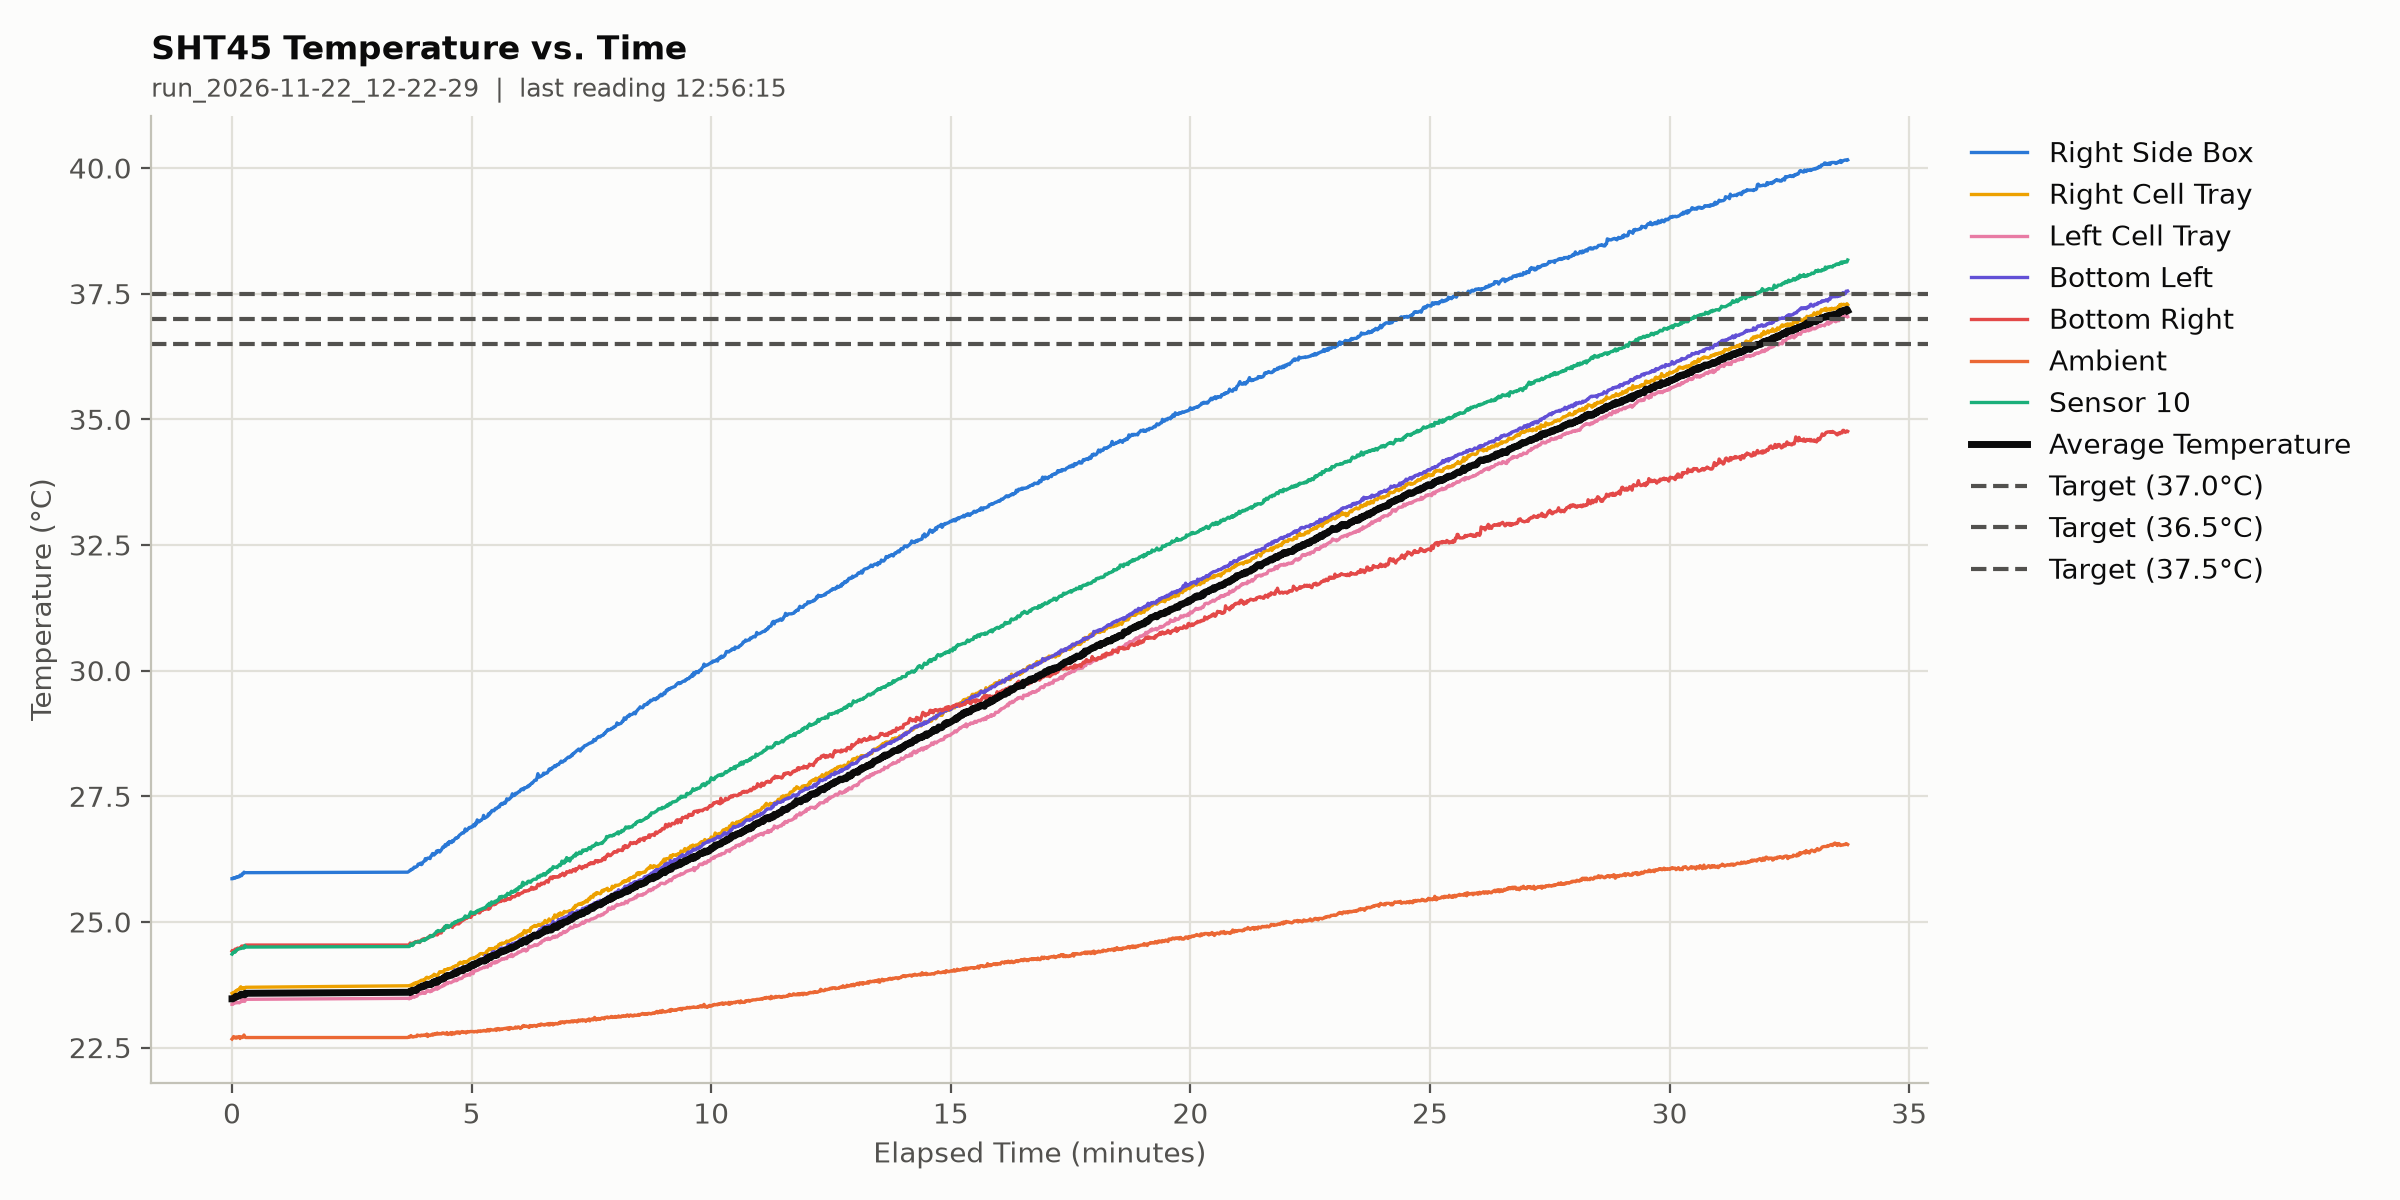 SHT45 Temperature vs. Time
run_2026-11-22_12-22-29 | last reading 12:56:15
Temperature (°C)
40.0
37.5
35.0
32.5
30.0
27.5
25.0
22.5
0 5 10 15 20 25 30 35
Elapsed Time (minutes)
Right Side Box
Right Cell Tray
Left Cell Tray
Bottom Left
Bottom Right
Ambient
Sensor 10
Average Temperature
Target (37.0°C)
Target (36.5°C)
Target (37.5°C)